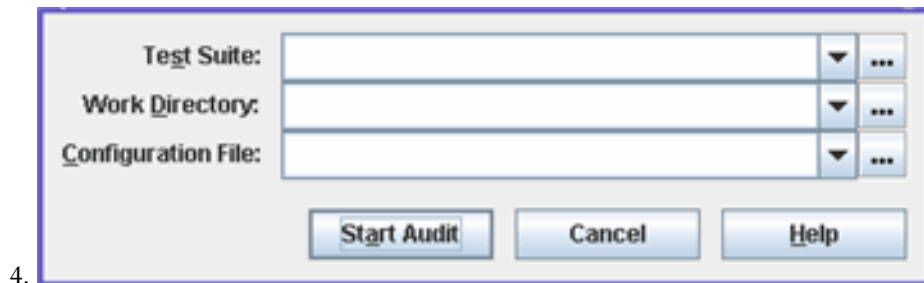 Test Suite:
...
Work Directory:
...
Configuration File:
...
Start Audit Cancel Help
4.